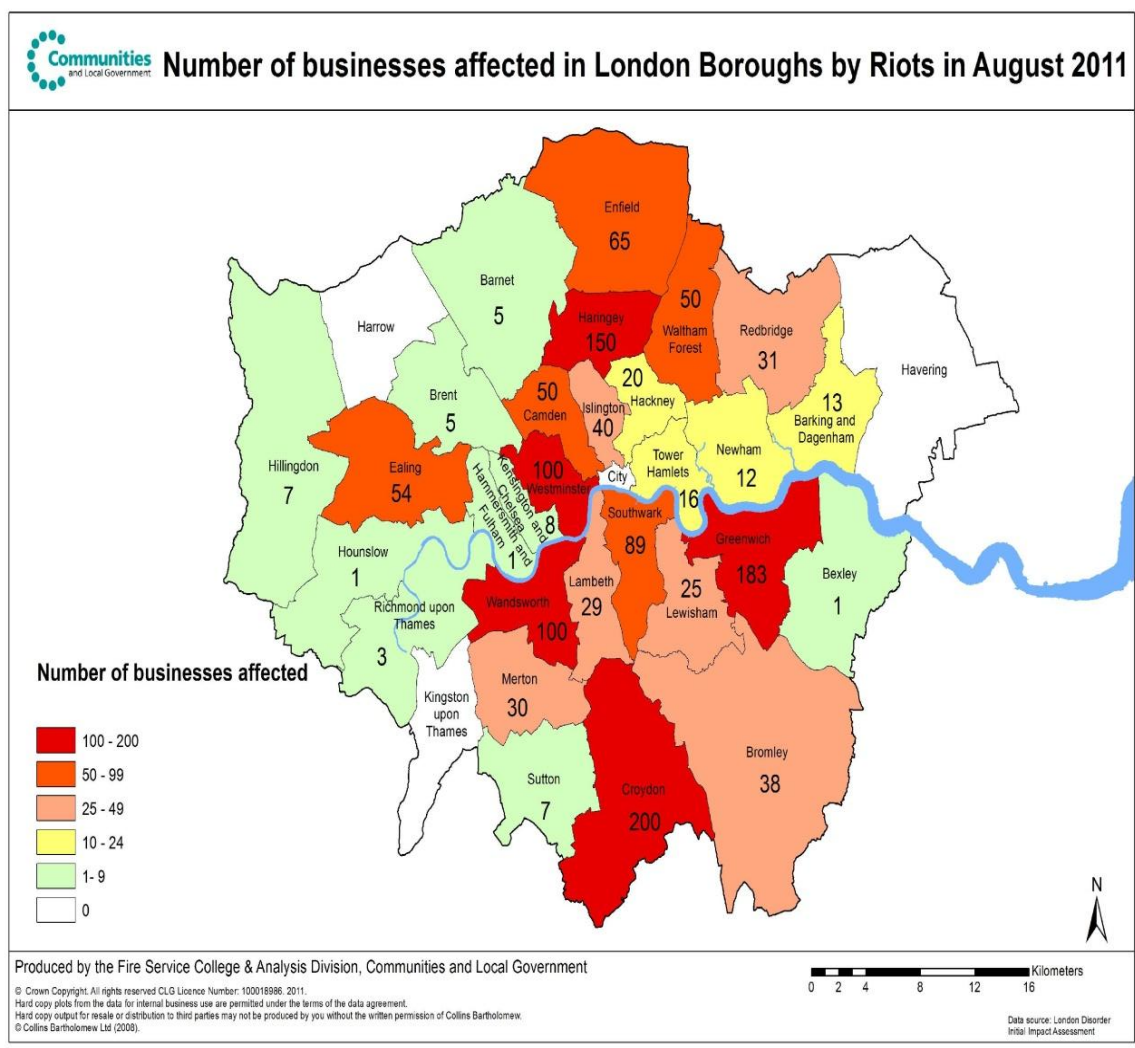 Communities
and Local Government
Number of businesses affected in London Boroughs by Riots in August 2011
Enfield
65
Barnet
5
50
Waltham
Forest
Haringey
150
Redbridge
31
Harrow
Havering
Brent
5
50
Camden
20
Hackney
Islington
40
13
Barking and
Dagenham
Hillingdon
7
Ealing
54
100
Westminster
City
Tower
Hamlets
16
Newham
12
Kensington and
Chelsea
8
Hammersmith and
Fulham
1
Southwark
89
Greenwich
183
Hounslow
1
Bexley
1
Richmond upon
Thames
3
Wandsworth
100
Lambeth
29
25
Lewisham
Kingston
upon
Thames
Merton
30
Bromley
38
Sutton
7
Croydon
200
Number of businesses affected
100 - 200
50 - 99
25 - 49
10 - 24
1- 9
0
N
Produced by the Fire Service College & Analysis Division, Communities and Local Government
© Crown Copyright. All rights reserved CLG Licence Number: 100018986. 2011.
Hard copy plots from the data for internal business use are permitted under the terms of the data agreement.
Hard copy output for resale or distribution to third parties may not be produced by you without the written permission of Collins Bartholomew.
© Collins Bartholomew Ltd (2008).
Kilometers
0 2 4 8 12 16
Data source: London Disorder
Initial Impact Assessment